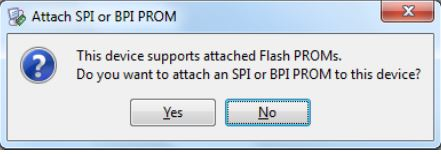 Attach SPI or BPI PROM
This device supports attached Flash PROMs.
Do you want to attach an SPI or BPI PROM to this device?
Yes No